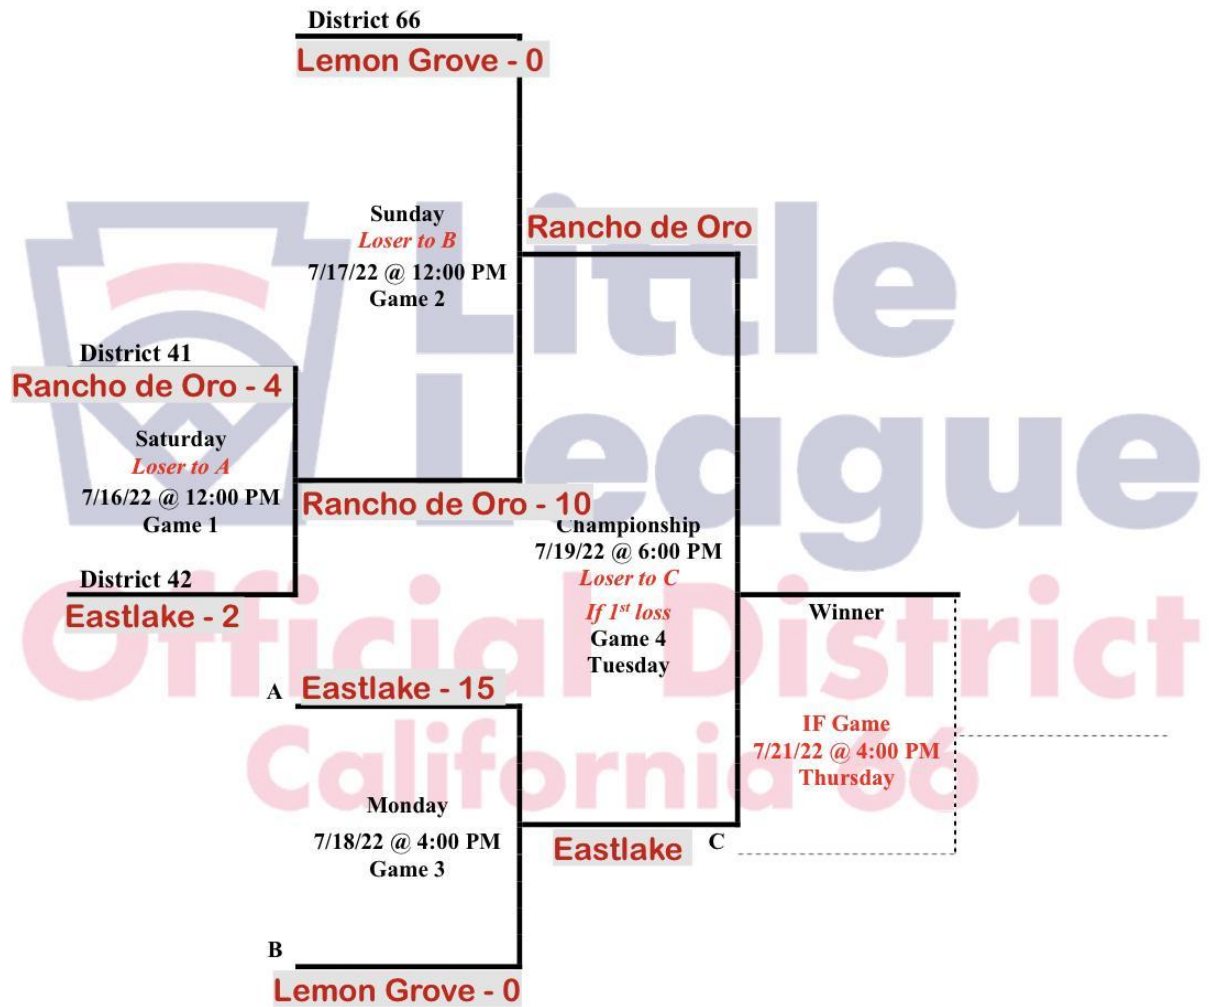 District 66
Lemon Grove - 0
Sunday
Loser to B
7/17/22 @ 12:00 PM
Game 2
Rancho de Oro
District 41
Rancho de Oro - 4
Saturday
Loser to A
7/16/22 @ 12:00 PM
Game 1
Rancho de Oro - 10
District 42
Eastlake - 2
Championship
7/19/22 @ 6:00 PM
Loser to C
If 1st loss
Game 4
Tuesday
Winner
A
Eastlake - 15
IF Game
7/21/22 @ 4:00 PM
Thursday
Monday
7/18/22 @ 4:00 PM
Game 3
Eastlake
C
B
Lemon Grove - 0
Little
League
Official District
California 66